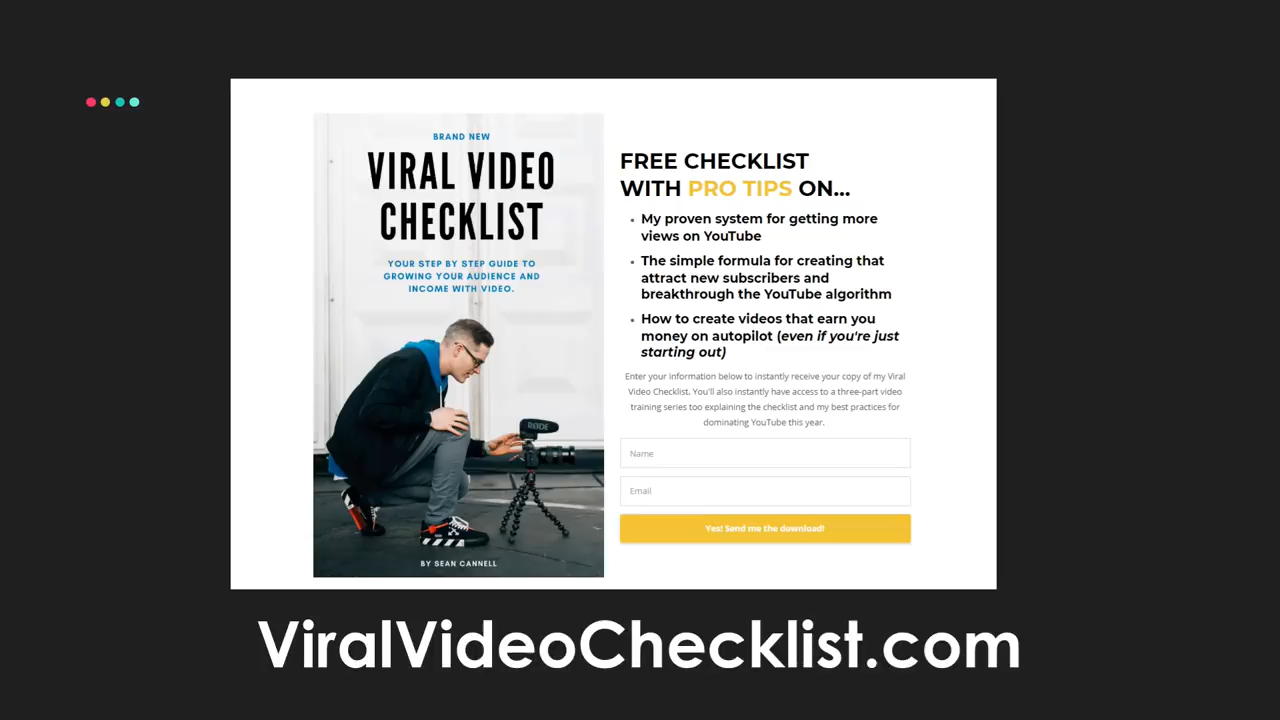 BRAND NEW
VIRAL VIDEO
CHECKLIST
YOUR STEP BY STEP GUIDE TO
GROWING YOUR AUDIENCE AND
INCOME WITH VIDEO.
RØDE
BY SEAN CANNELL
FREE CHECKLIST
WITH PRO TIPS ON...
• My proven system for getting more
views on YouTube
• The simple formula for creating that
attract new subscribers and
breakthrough the YouTube algorithm
• How to create videos that earn you
money on autopilot (even if you're just
starting out)
Enter your information below to instantly receive your copy of my Viral
Video Checklist. You'll also instantly have access to a three-part video
training series too explaining the checklist and my best practices for
dominating YouTube this year.
Name
Email
Yes! Send me the download!
ViralVideoChecklist.com